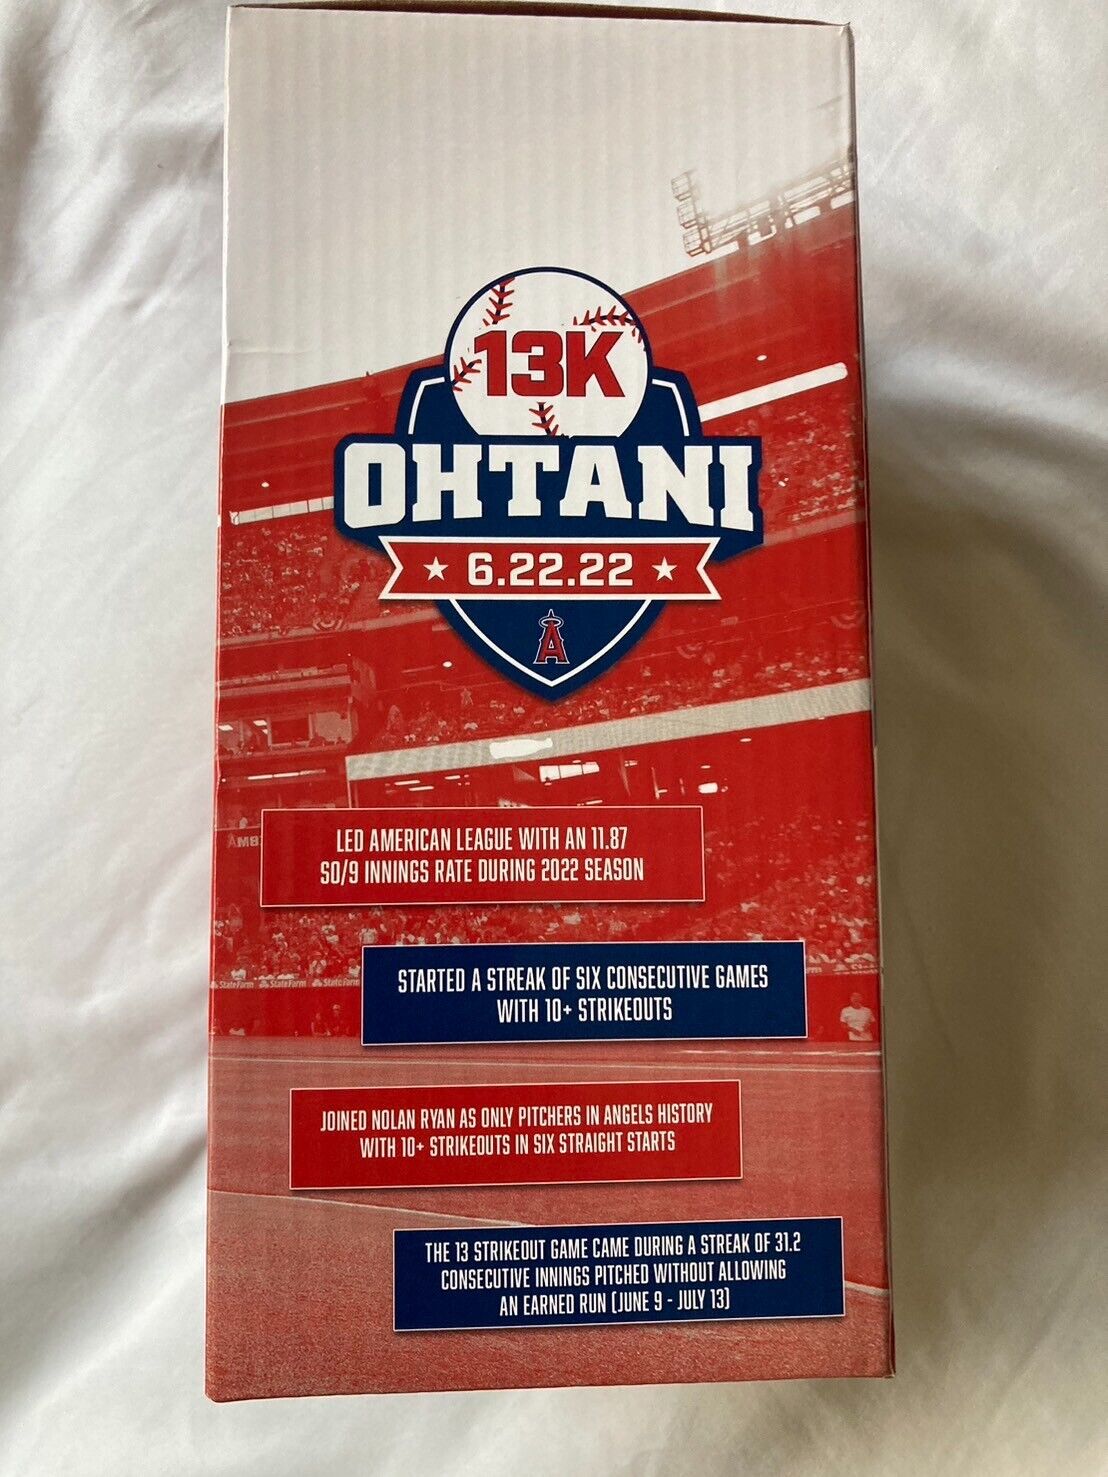 13K
OHTANI
6.22.22
A
LED AMERICAN LEAGUE WITH AN 11.87
SO/9 INNINGS RATE DURING 2022 SEASON
StateFarm StateFarm StateFarm
STARTED A STREAK OF SIX CONSECUTIVE GAMES
WITH 10+ STRIKEOUTS
JOINED NOLAN RYAN AS ONLY PITCHERS IN ANGELS HISTORY
WITH 10+ STRIKEOUTS IN SIX STRAIGHT STARTS
THE 13 STRIKEOUT GAME CAME DURING A STREAK OF 31.2
CONSECUTIVE INNINGS PITCHED WITHOUT ALLOWING
AN EARNED RUN (JUNE 9 - JULY 13)